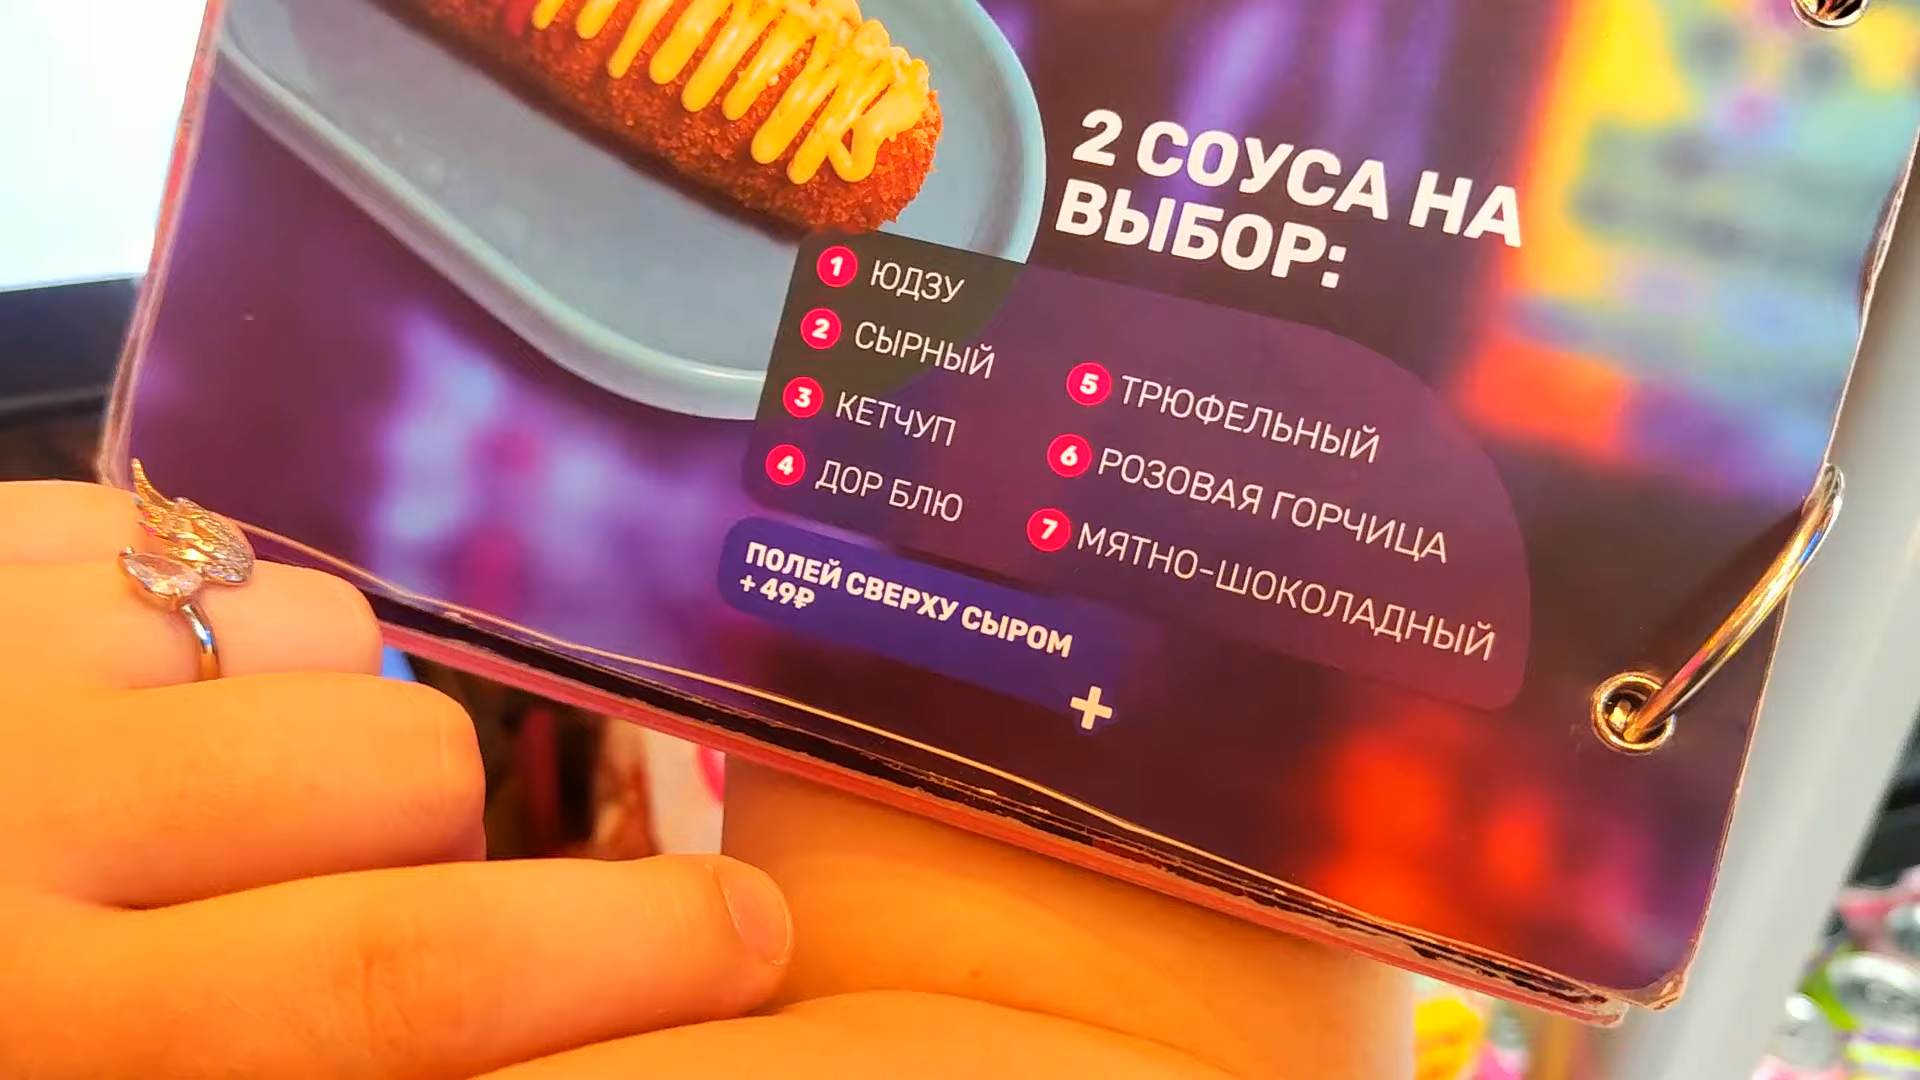 2 СОУСА НА
ВЫБОР:
1 ЮДЗУ
2 СЫРНЫЙ
3 КЕТЧУП
4 ДОР БЛЮ
5 ТРЮФЕЛЬНЫЙ
6 РОЗОВАЯ ГОРЧИЦА
7 МЯТНО-ШОКОЛАДНЫЙ
ПОЛЕЙ СВЕРХУ СЫРОМ
+ 49₽
+